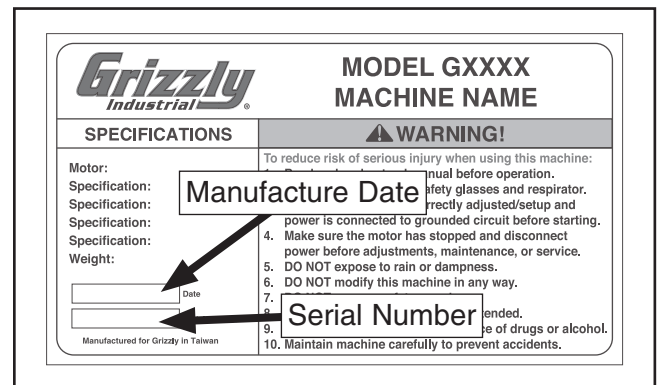 Grizzly
Industrial®
MODEL GXXXX
MACHINE NAME
SPECIFICATIONS
WARNING!
Motor:
Specification:
Specification:
Specification:
Specification:
Weight:
Date
Manufactured for Grizzly in Taiwan
To reduce risk of serious injury when using this machine:
manual before operation.
safety glasses and respirator.
correctly adjusted/setup and
power is connected to grounded circuit before starting.
4. Make sure the motor has stopped and disconnect
power before adjustments, maintenance, or service.
5. DO NOT expose to rain or dampness.
6. DO NOT modify this machine in any way.
7.
9. of drugs or alcohol.
10. Maintain machine carefully to prevent accidents.
Manufacture Date
Serial Number